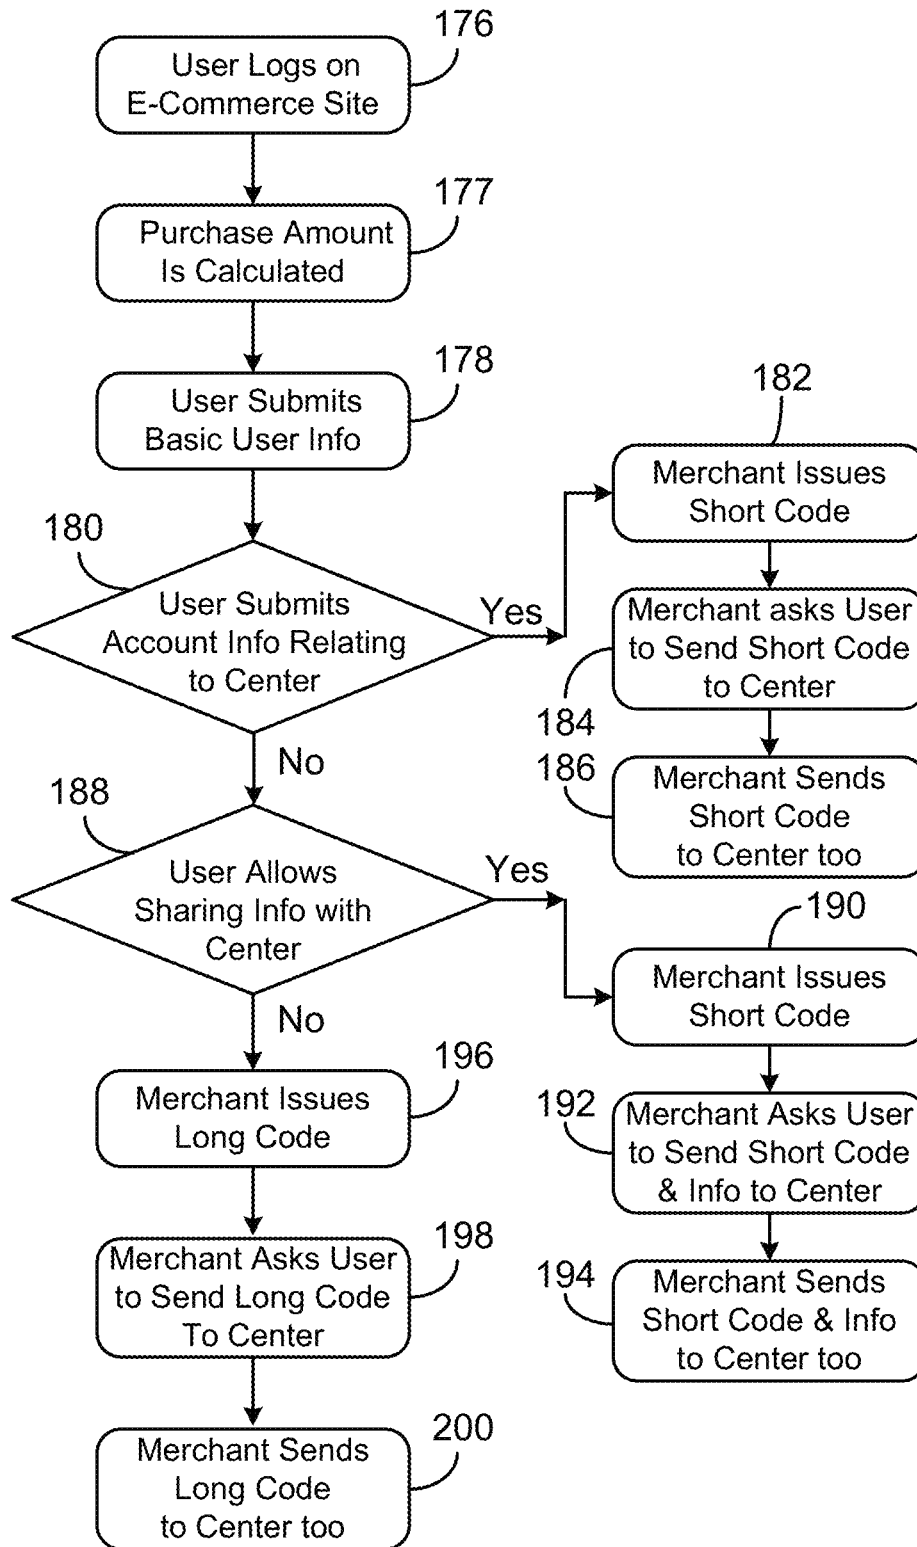 176
User Logs on
E-Commerce Site
177
Purchase Amount
Is Calculated
178
User Submits
Basic User Info
180
User Submits
Account Info Relating
to Center
Yes
No
182
Merchant Issues
Short Code
Merchant asks User
to Send Short Code
to Center
184
186
Merchant Sends
Short Code
to Center too
188
User Allows
Sharing Info with
Center
Yes
No
190
Merchant Issues
Short Code
192
Merchant Asks User
to Send Short Code
& Info to Center
194
Merchant Sends
Short Code & Info
to Center too
196
Merchant Issues
Long Code
198
Merchant Asks User
to Send Long Code
To Center
200
Merchant Sends
Long Code
to Center too